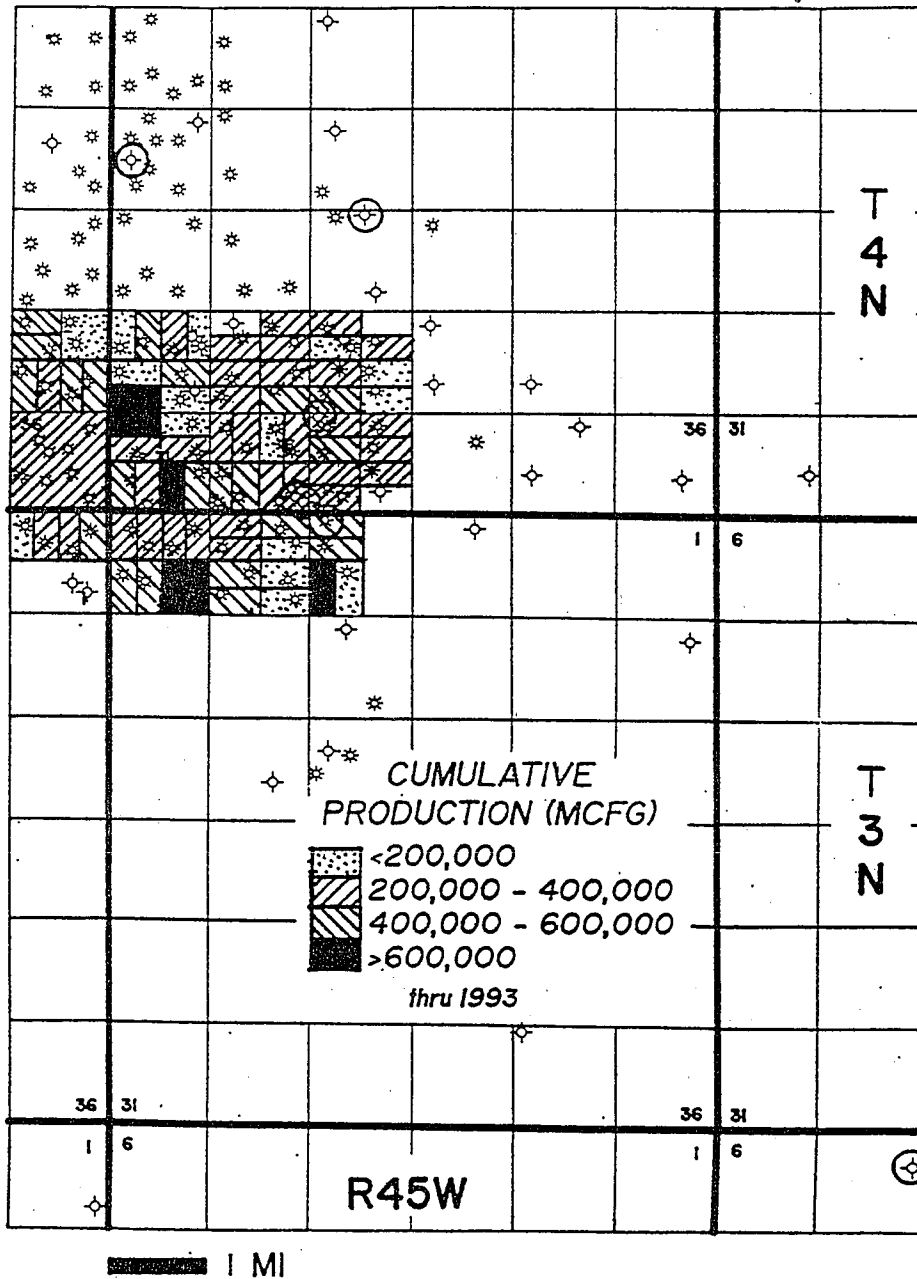 T
4
N
36 31
1 6
36
CUMULATIVE
PRODUCTION (MCFG)
<200,000
200,000 - 400,000
400,000 - 600,000
>600,000
thru 1993
T
3
N
36 31
1 6
36 31
1 6
R45W
1 MI